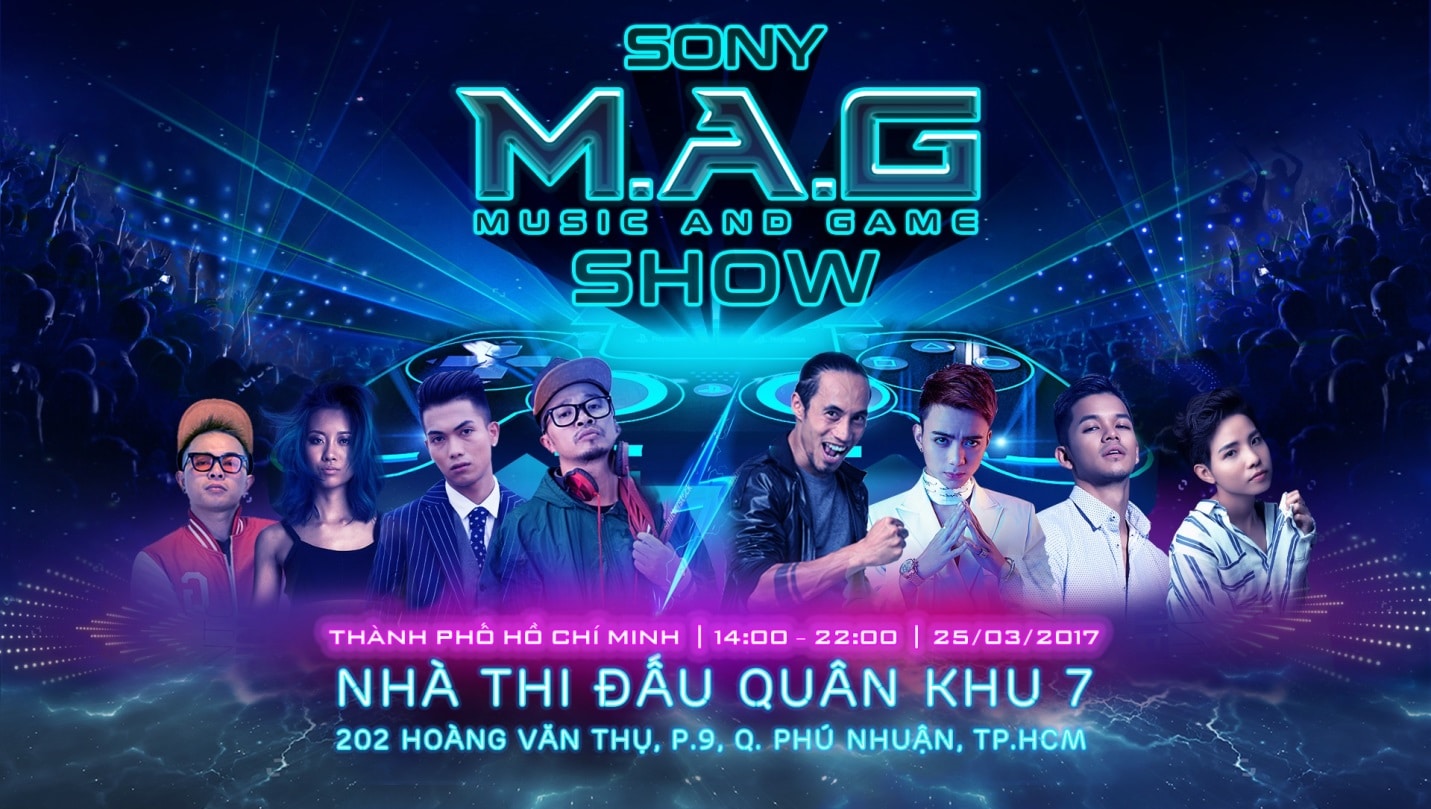 SONY
M.A.G
MUSIC AND GAME
SHOW
THÀNH PHỐ HỒ CHÍ MINH | 14:00 - 22:00 | 25/03/2017
NHÀ THI ĐẤU QUÂN KHU 7
202 HOÀNG VĂN THỤ, P.9, Q. PHÚ NHUẬN, TP.HCM